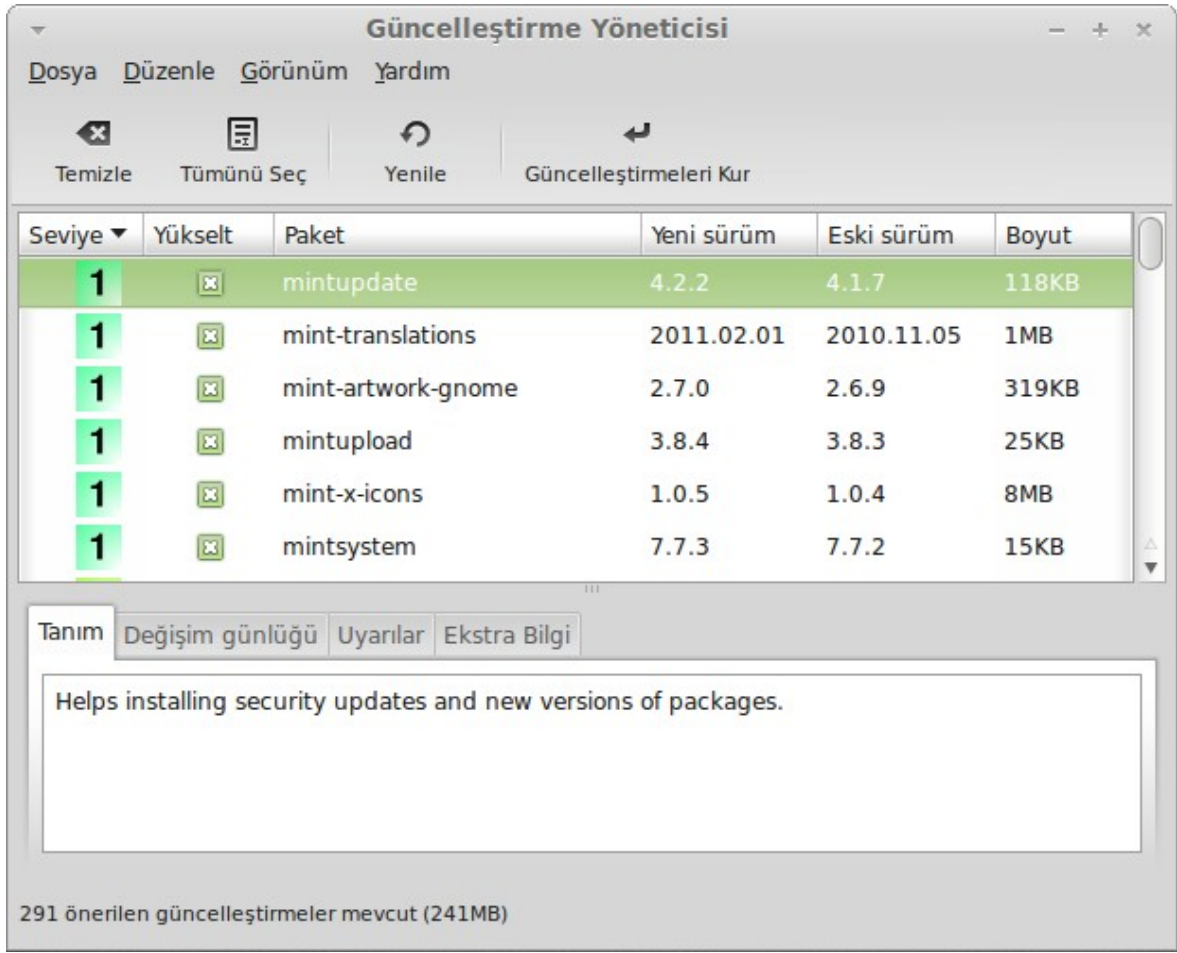 Güncelleştirme Yöneticisi
Dosya Düzenle Görünüm Yardım
Temizle Tümünü Seç Yenile Güncelleştirmeleri Kur
Seviye Yükselt Paket Yeni sürüm Eski sürüm Boyut
1 mintupdate 4.2.2 4.1.7 118KB
1 mint-translations 2011.02.01 2010.11.05 1MB
1 mint-artwork-gnome 2.7.0 2.6.9 319KB
1 mintupload 3.8.4 3.8.3 25KB
1 mint-x-icons 1.0.5 1.0.4 8MB
1 mintsystem 7.7.3 7.7.2 15KB
Tanım Değişim günlüğü Uyarılar Ekstra Bilgi
Helps installing security updates and new versions of packages.
291 önerilen güncelleştirmeler mevcut (241MB)